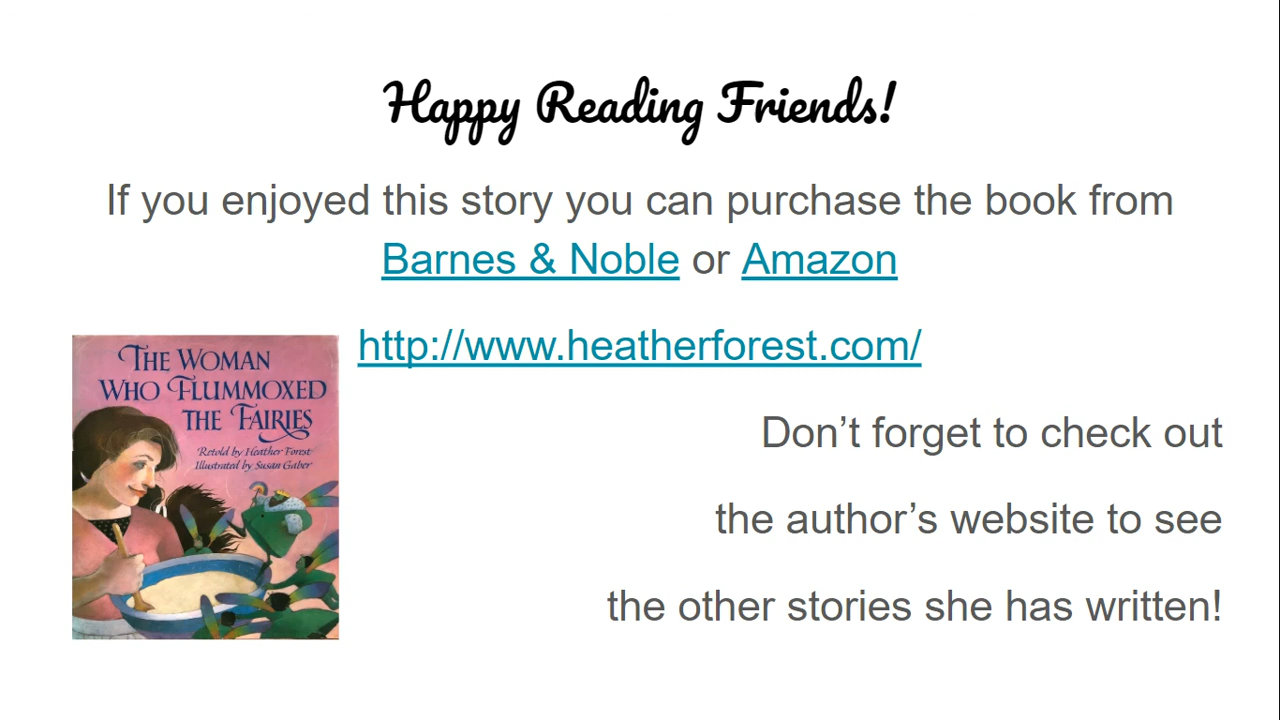 Happy Reading Friends!
If you enjoyed this story you can purchase the book from
Barnes & Noble or Amazon
http://www.heatherforest.com/
THE WOMAN
WHO FLUMMOXED
THE FAIRIES
Retold by Heather Forest
Illustrated by Susan Gaber
Don’t forget to check out
the author’s website to see
the other stories she has written!